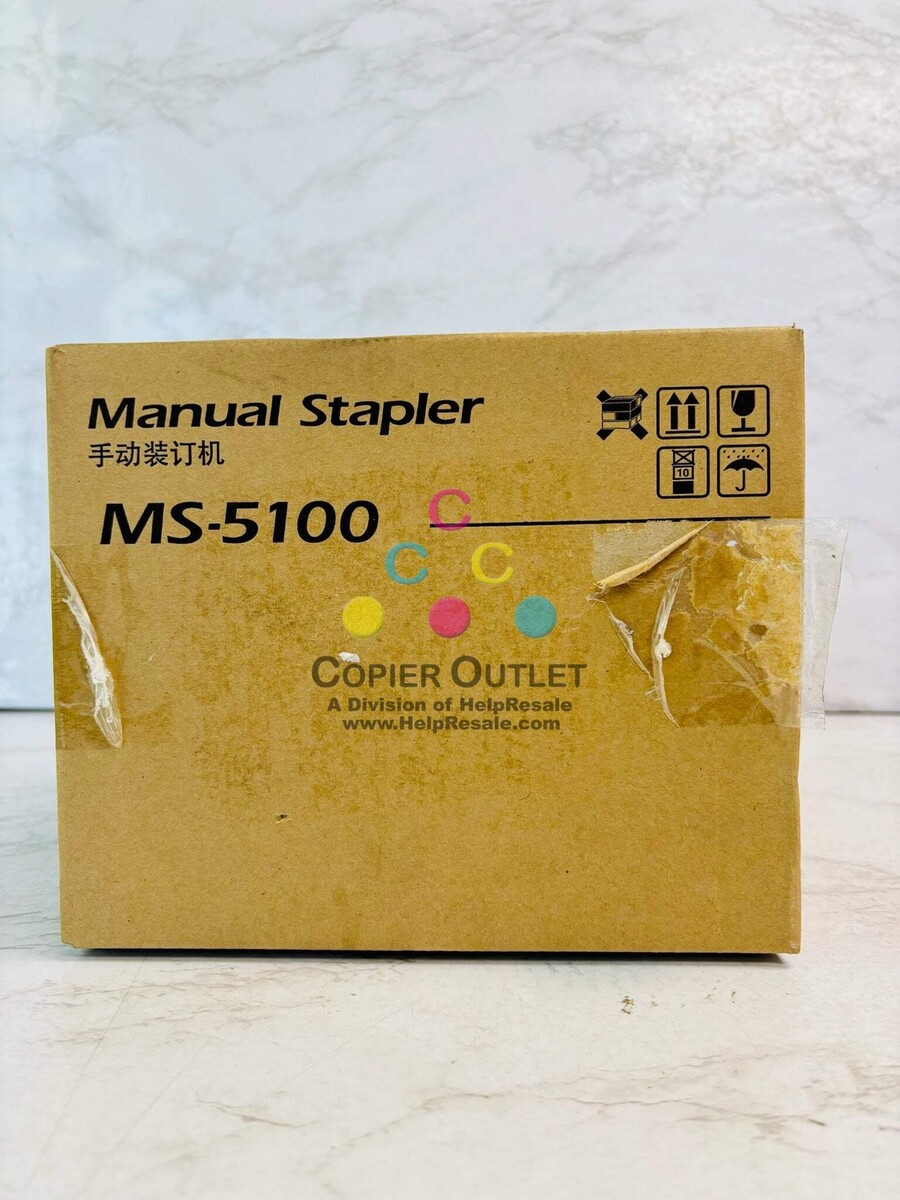 Manual Stapler
手动装订机
10
MS-5100
C
C C
COPIER OUTLET
A Division of HelpResale
www.HelpResale.com